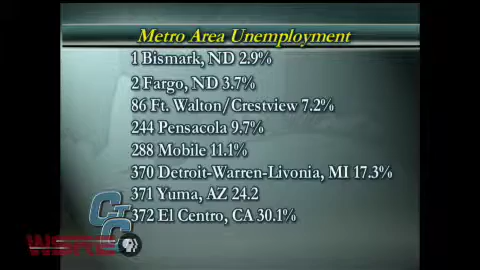 Metro Area Unemployment
1 Bismark, ND 2.9%
2 Fargo, ND 3.7%
86 Ft. Walton/Crestview 7.2%
244 Pensacola 9.7%
288 Mobile 11.1%
370 Detroit-Warren-Livonia, MI 17.3%
371 Yuma, AZ 24.2
372 El Centro, CA 30.1%
WSRE